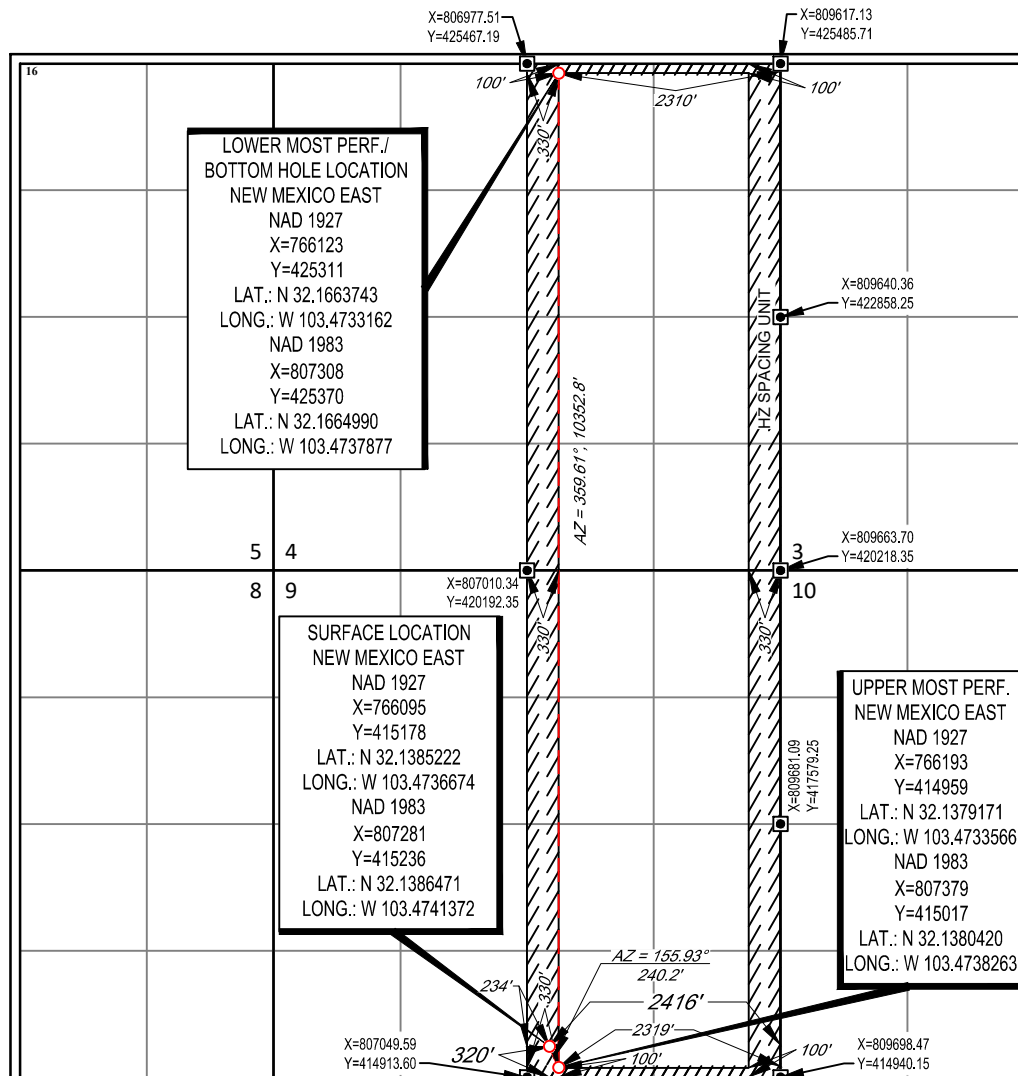 X=806977.51
Y=425467.19
X=809617.13
Y=425485.71
16
100'
2310'
100'
330'
LOWER MOST PERF./
BOTTOM HOLE LOCATION
NEW MEXICO EAST
NAD 1927
X=766123
Y=425311
LAT.: N 32.1663743
LONG.: W 103.4733162
NAD 1983
X=807308
Y=425370
LAT.: N 32.1664990
LONG.: W 103.4737877
X=809640.36
Y=422858.25
HZ SPACING UNIT
AZ = 359.61°, 10352.8'
5 4
3
8 9
10
X=809663.70
Y=420218.35
X=807010.34
Y=420192.35
330'
330'
SURFACE LOCATION
NEW MEXICO EAST
NAD 1927
X=766095
Y=415178
LAT.: N 32.1385222
LONG.: W 103.4736674
NAD 1983
X=807281
Y=415236
LAT.: N 32.1386471
LONG.: W 103.4741372
X=809681.09
Y=417579.25
UPPER MOST PERF.
NEW MEXICO EAST
NAD 1927
X=766193
Y=414959
LAT.: N 32.1379171
LONG.: W 103.4733566
NAD 1983
X=807379
Y=415017
LAT.: N 32.1380420
LONG.: W 103.4738263
AZ = 155.93°
240.2'
234'
330'
2416'
2319'
320'
100'
100'
X=807049.59
Y=414913.60
X=809698.47
Y=414940.15